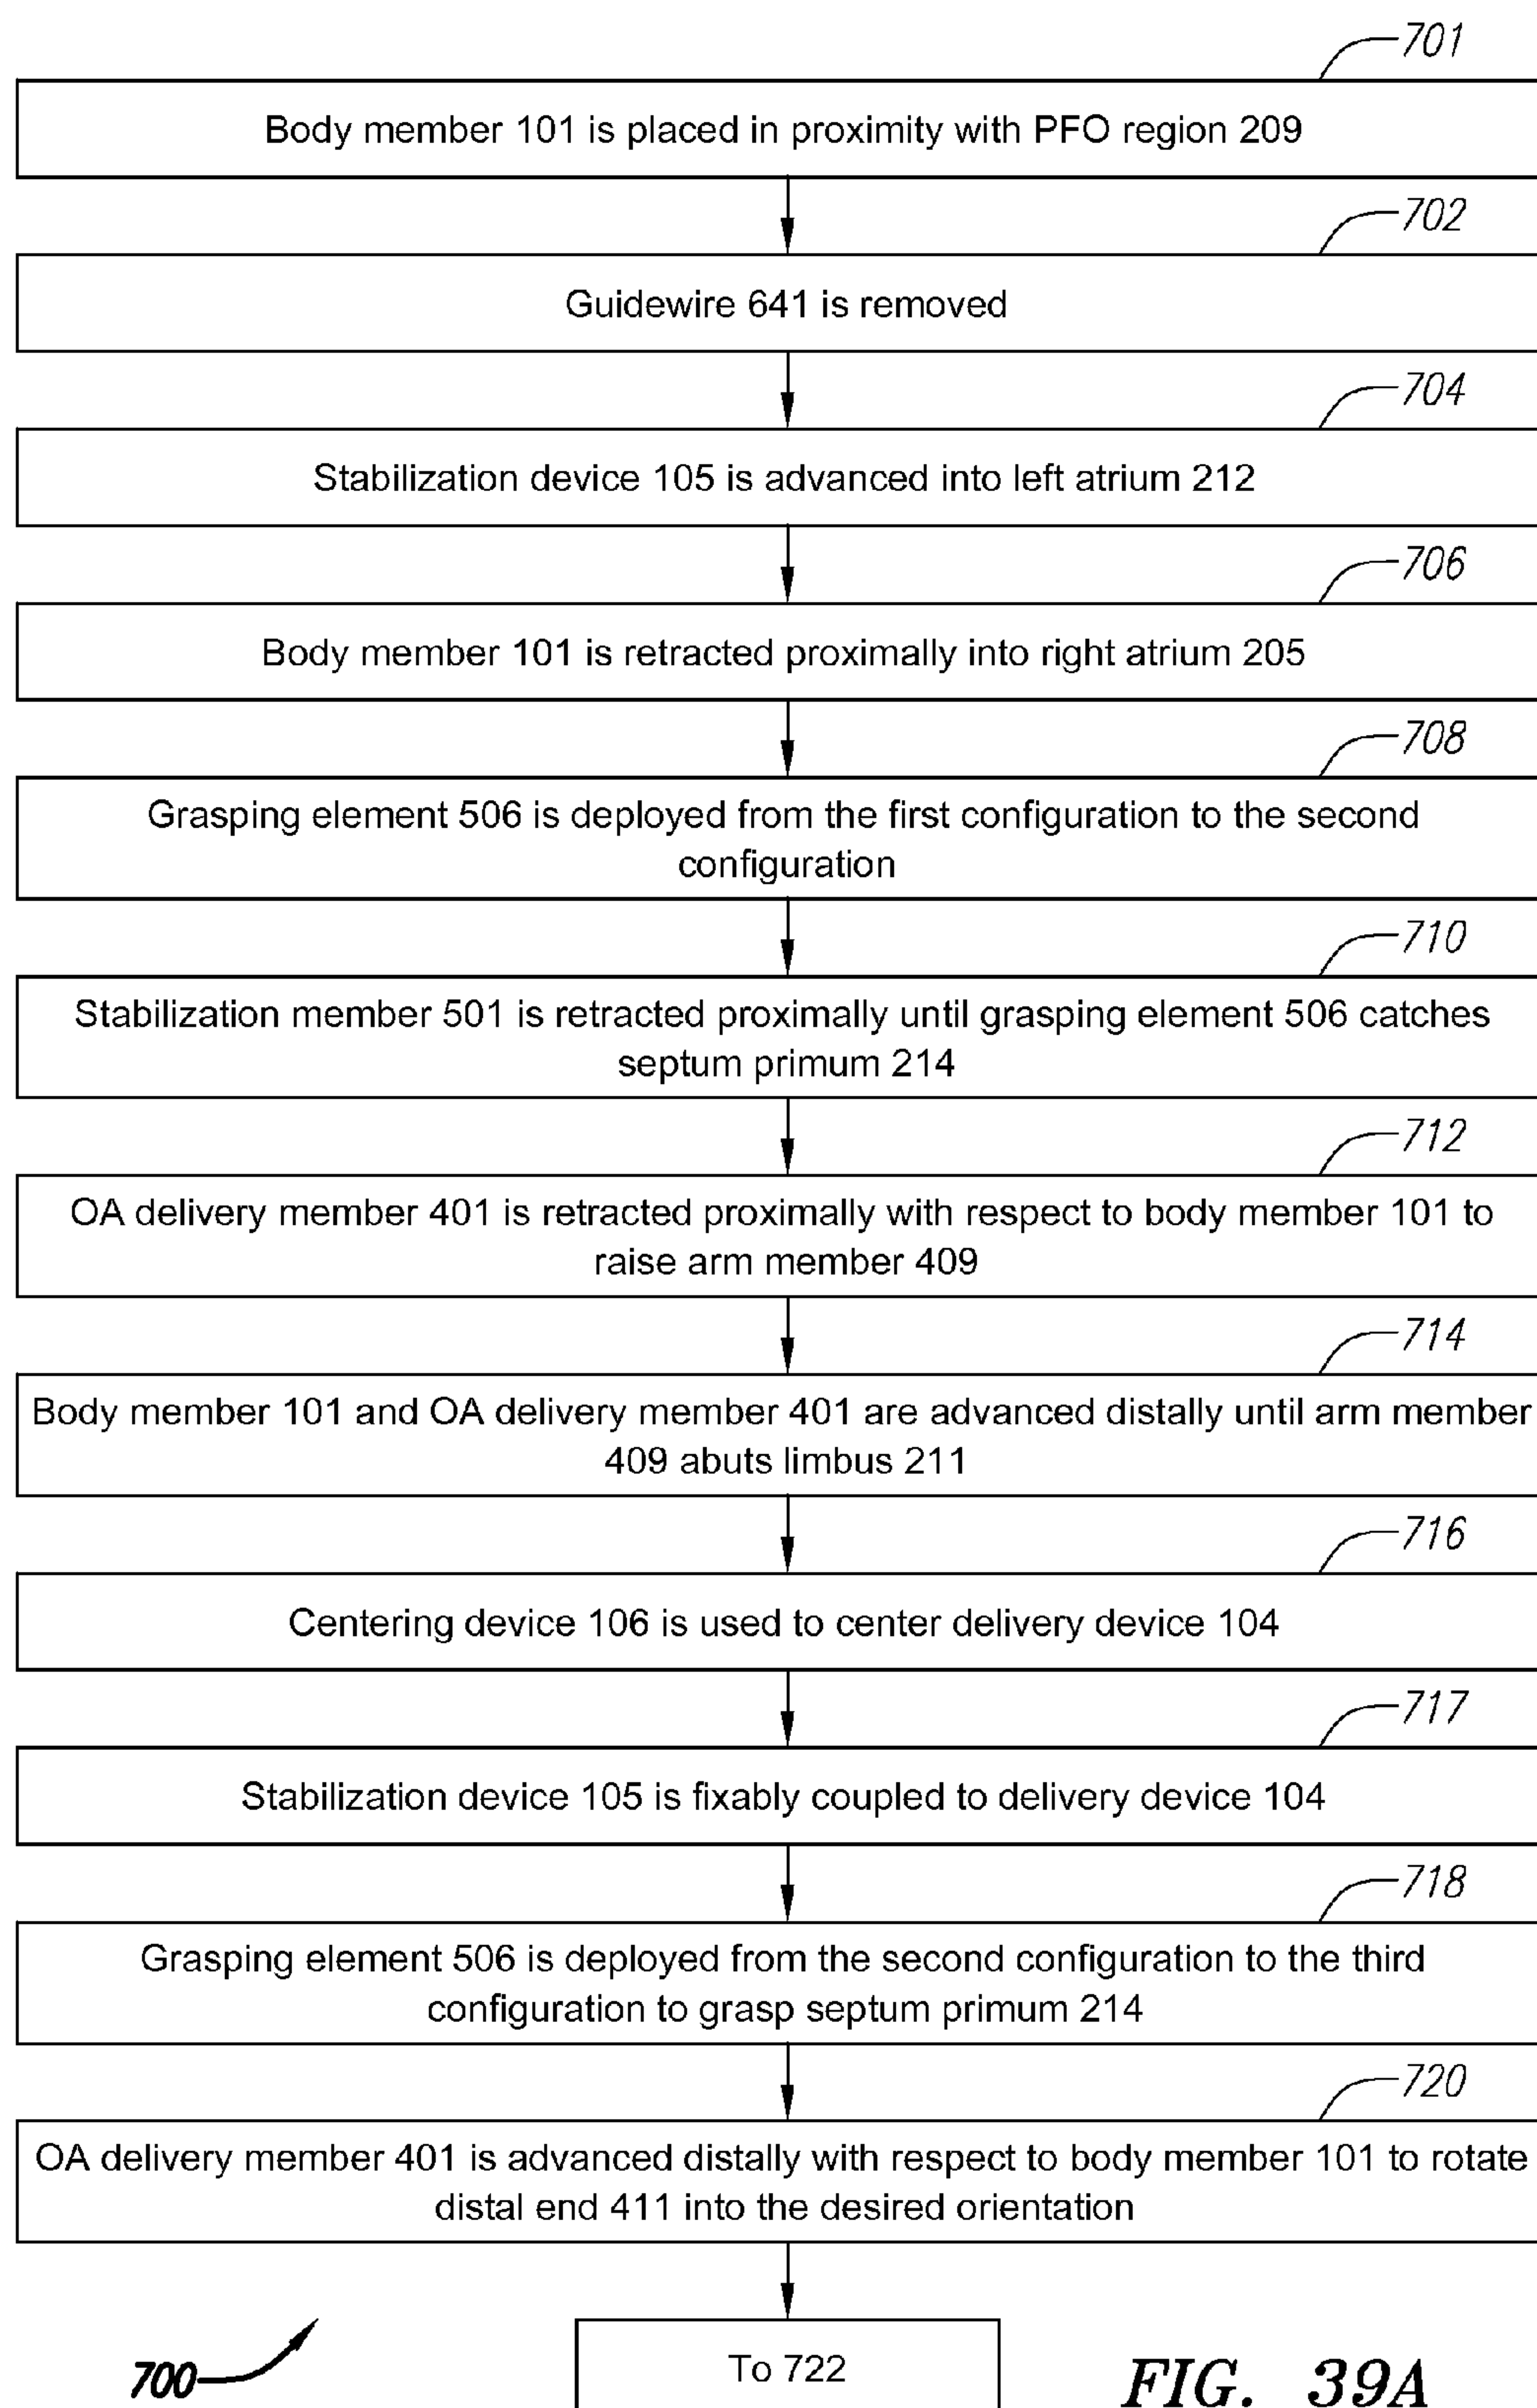 701
Body member 101 is placed in proximity with PFO region 209
702
Guidewire 641 is removed
704
Stabilization device 105 is advanced into left atrium 212
706
Body member 101 is retracted proximally into right atrium 205
708
Grasping element 506 is deployed from the first configuration to the second
configuration
710
Stabilization member 501 is retracted proximally until grasping element 506 catches
septum primum 214
712
OA delivery member 401 is retracted proximally with respect to body member 101 to
raise arm member 409
714
Body member 101 and OA delivery member 401 are advanced distally until arm member
409 abuts limbus 211
716
Centering device 106 is used to center delivery device 104
717
Stabilization device 105 is fixably coupled to delivery device 104
718
Grasping element 506 is deployed from the second configuration to the third
configuration to grasp septum primum 214
720
OA delivery member 401 is advanced distally with respect to body member 101 to rotate
distal end 411 into the desired orientation
To 722
700
FIG. 39A